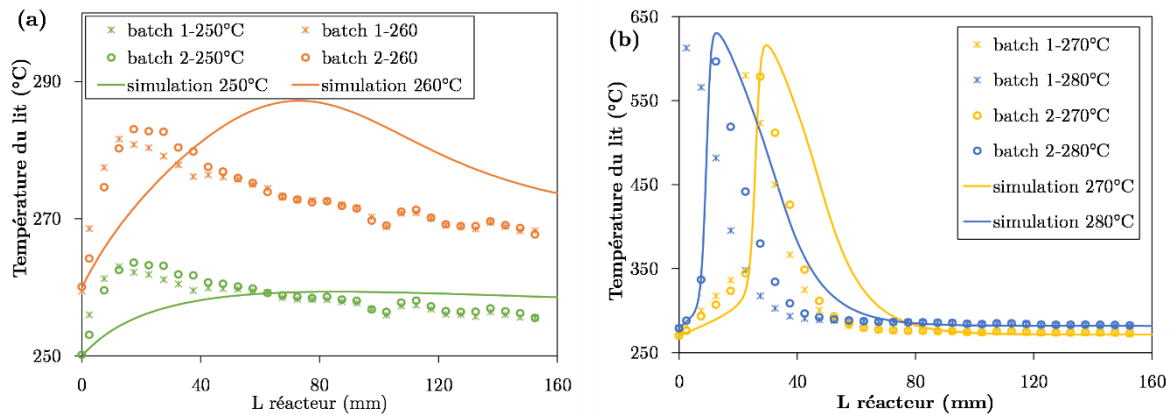 (a)
batch 1-250°C
batch 1-260
batch 2-250°C
batch 2-260
simulation 250°C
simulation 260°C
Température du lit (°C)
290
270
250
0
40
80
120
160
L réacteur (mm)
(b)
batch 1-270°C
batch 1-280°C
batch 2-270°C
batch 2-280°C
simulation 270°C
simulation 280°C
Température du lit (°C)
650
550
450
350
250
0
40
80
120
160
L réacteur (mm)